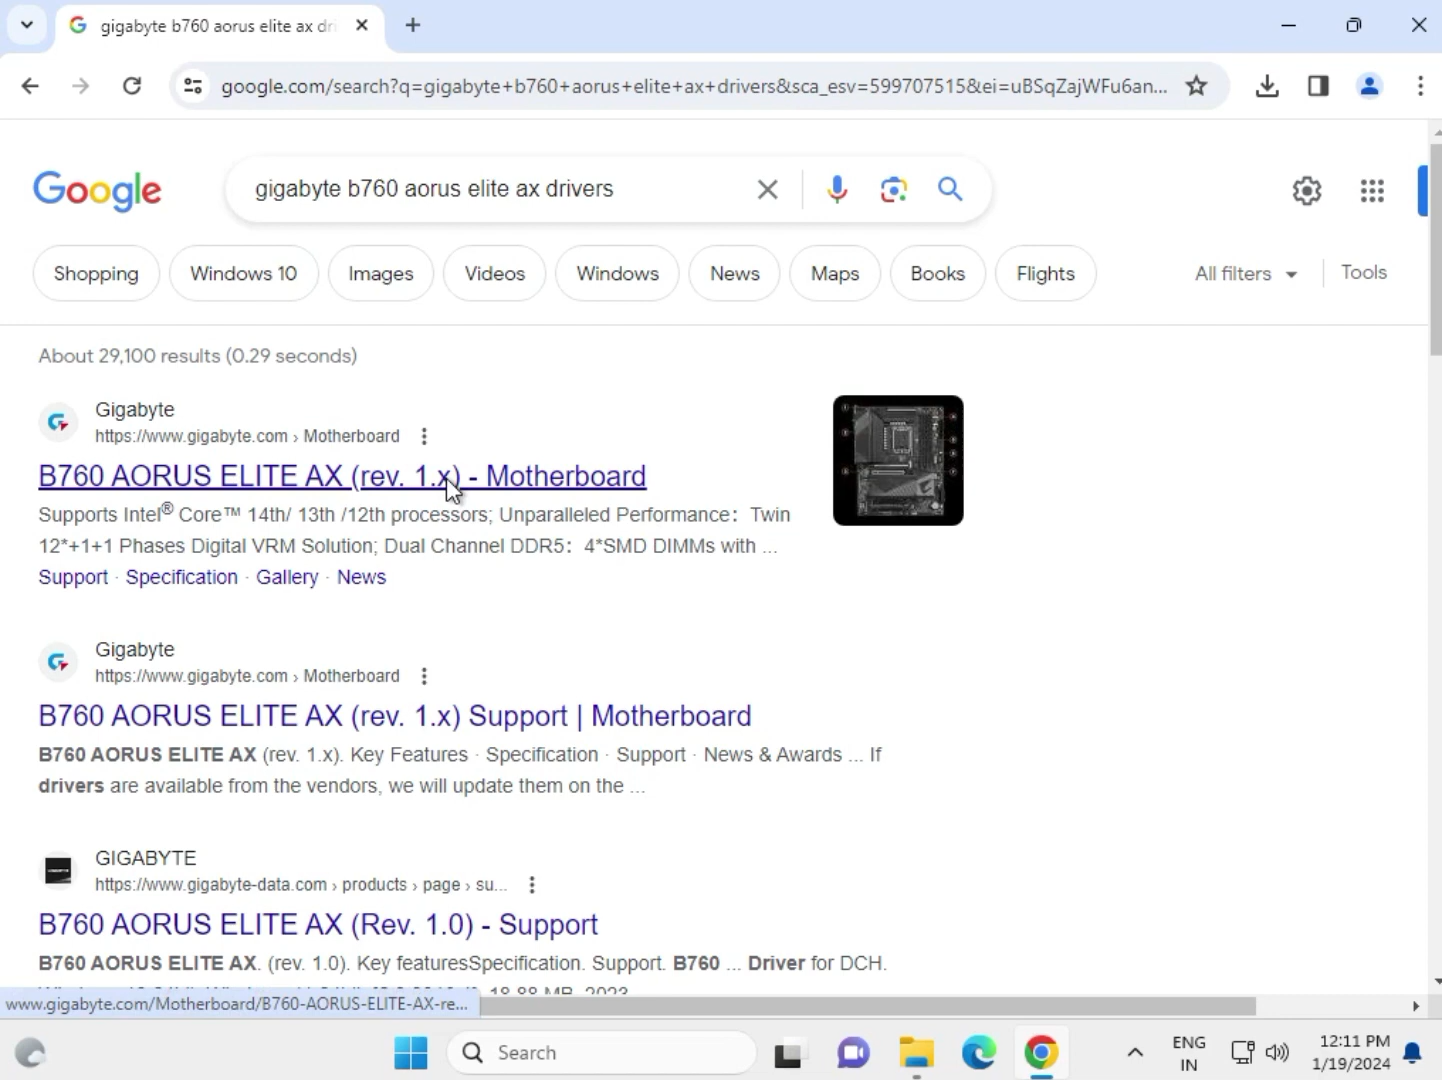 gigabyte b760 aorus elite ax dri
google.com/search?q=gigabyte+b760+aorus+elite+ax+drivers&sca_esv=599707515&ei=uBSqZajWFu6an...
Google
gigabyte b760 aorus elite ax drivers
Shopping
Windows 10
Images
Videos
Windows
News
Maps
Books
Flights
All filters
Tools
About 29,100 results (0.29 seconds)
Gigabyte
https://www.gigabyte.com › Motherboard
B760 AORUS ELITE AX (rev. 1.x) - Motherboard
Supports Intel® Core™ 14th/ 13th /12th processors; Unparalleled Performance：Twin
12*+1+1 Phases Digital VRM Solution; Dual Channel DDR5：4*SMD DIMMs with ...
Support · Specification · Gallery · News
Gigabyte
https://www.gigabyte.com › Motherboard
B760 AORUS ELITE AX (rev. 1.x) Support | Motherboard
B760 AORUS ELITE AX (rev. 1.x). Key Features · Specification · Support · News & Awards ... If
drivers are available from the vendors, we will update them on the ...
GIGABYTE
https://www.gigabyte-data.com › products › page › su...
B760 AORUS ELITE AX (Rev. 1.0) - Support
B760 AORUS ELITE AX. (rev. 1.0). Key featuresSpecification. Support. B760 ... Driver for DCH.
18.88 MB. 2023
www.gigabyte.com/Motherboard/B760-AORUS-ELITE-AX-re...
Search
ENG
IN
12:11 PM
1/19/2024